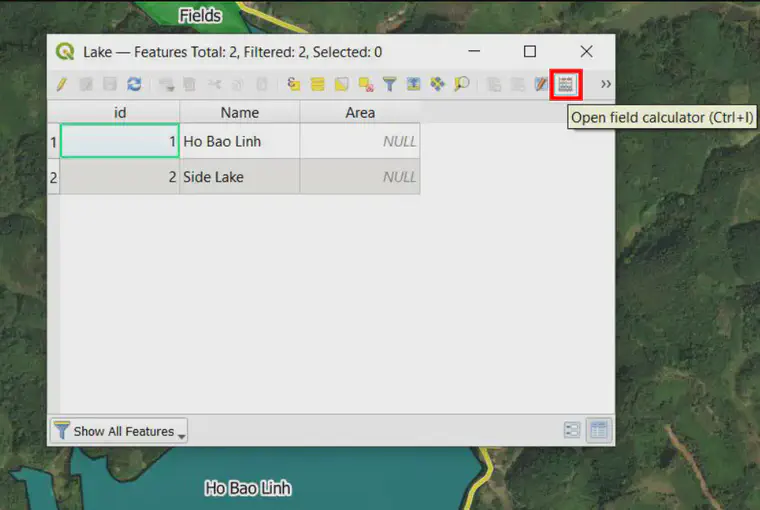 Fields
Lake — Features Total: 2, Filtered: 2, Selected: 0
Open field calculator (Ctrl+I)
id Name Area
1 1 Ho Bao Linh NULL
2 2 Side Lake NULL
Show All Features
Ho Bao Linh